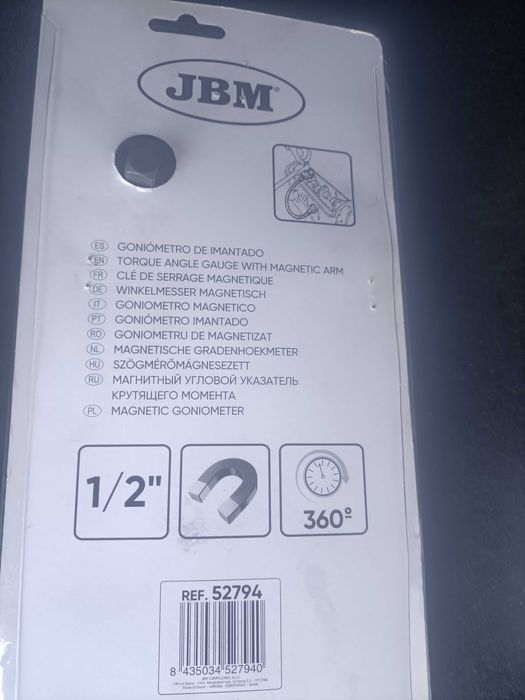 JBM®
ES GONIÓMETRO DE IMANTADO
EN TORQUE ANGLE GAUGE WITH MAGNETIC ARM
FR CLÉ DE SERRAGE MAGNETIQUE
DE WINKELMESSER MAGNETISCH
IT GONIOMETRO MAGNETICO
PT GONIÓMETRO IMANTADO
RO GONIOMETRU DE MAGNETIZAT
NL MAGNETISCHE GRADENHOEKMETER
HU SZÖGMÉRŐMÁGNESEZETT
RU МАГНИТНЫЙ УГЛОВОЙ УКАЗАТЕЛЬ
КРУТЯЩЕГО МОМЕНТА
PL MAGNETIC GONIOMETER
1/2"
360º
REF. 52794
8 435034 527940
JBM CAMPLLONG, S.L.U.